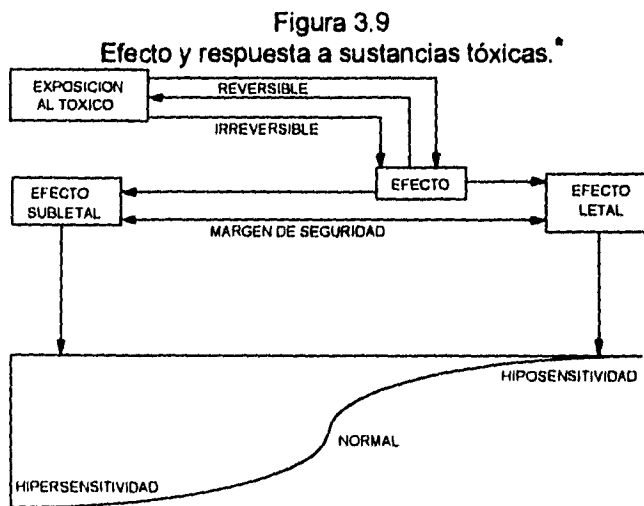 Figura 3.9
Efecto y respuesta a sustancias tóxicas.*
EXPOSICION
AL TOXICO
REVERSIBLE
IRREVERSIBLE
EFECTO
EFECTO
SUBLETAL
EFECTO
LETAL
MARGEN DE SEGURIDAD
HIPOSENSITIVIDAD
NORMAL
HIPERSENSITIVIDAD